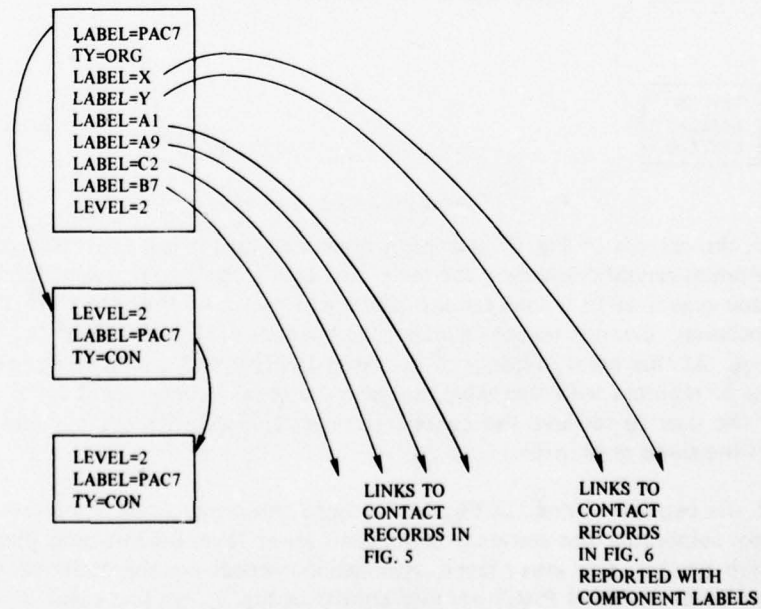 LABEL=PAC7
TY=ORG
LABEL=X
LABEL=Y
LABEL=A1
LABEL=A9
LABEL=C2
LABEL=B7
LEVEL=2
LEVEL=2
LABEL=PAC7
TY=CON
LEVEL=2
LABEL=PAC7
TY=CON
LINKS TO
CONTACT
RECORDS IN
FIG. 5
LINKS TO
CONTACT
RECORDS
IN FIG. 6
REPORTED WITH
COMPONENT LABELS